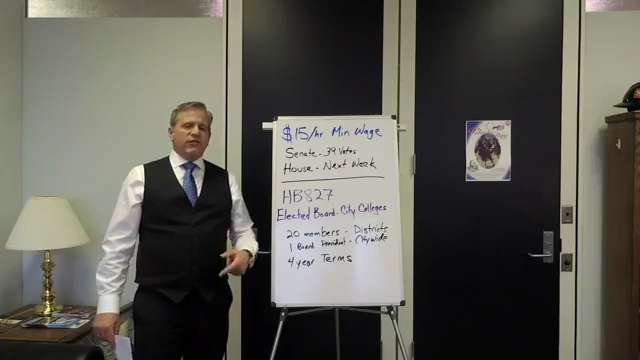 $15/hr Min Wage
Senate - 39 Votes
House - Next Week
HB827
Elected Board - City Colleges
20 members - Districts
1 Board President - Citywide
4 year Terms